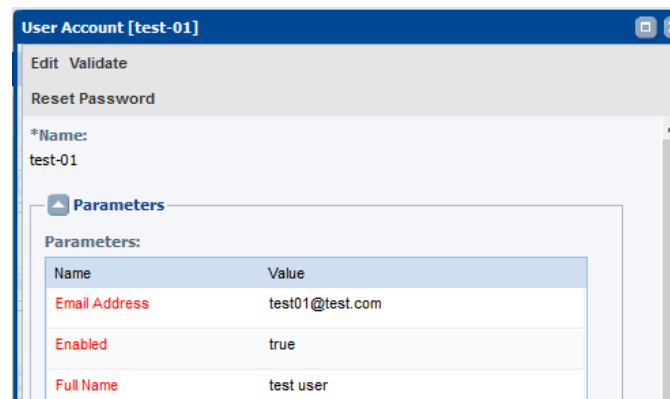 User Account [test-01]
Edit Validate
Reset Password
*Name:
test-01
Parameters
Parameters:
Name Value
Email Address test01@test.com
Enabled true
Full Name test user